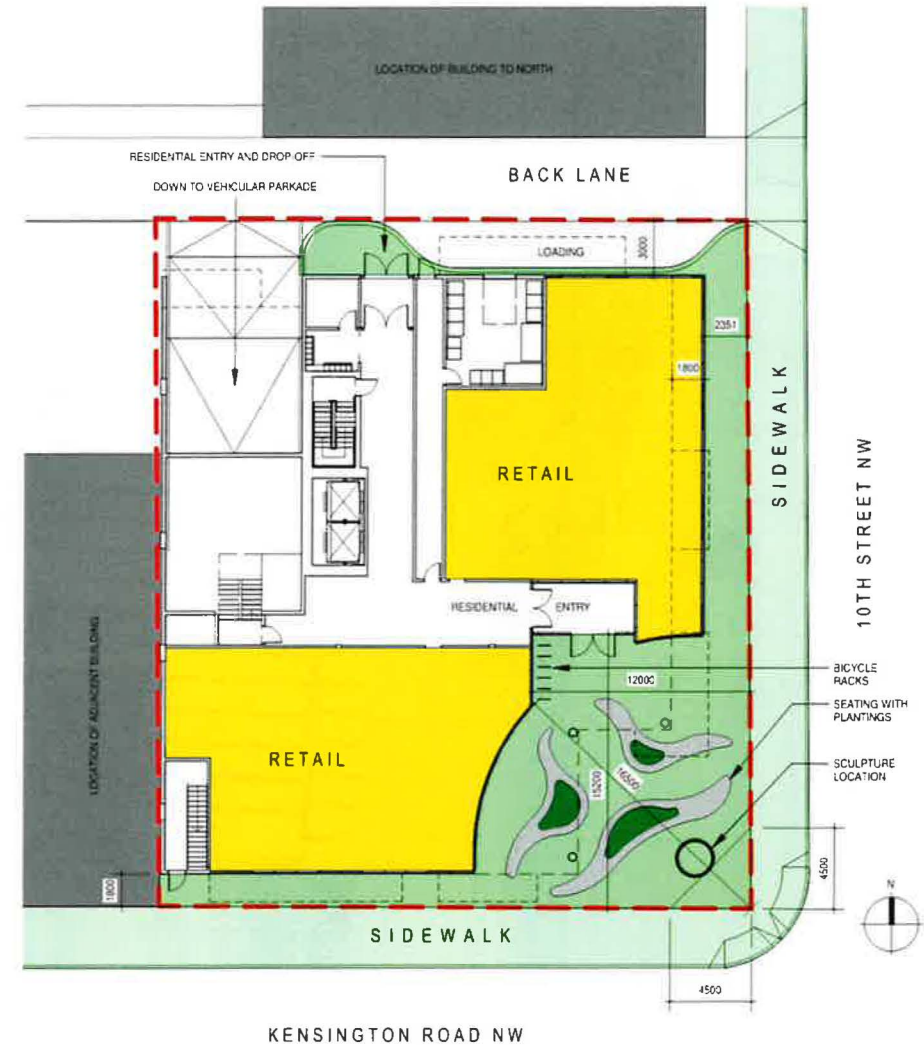 LOCATION OF BUILDING TO NORTH
RESIDENTIAL ENTRY AND DROP-OFF
BACK LANE
DOWN TO VEHICULAR PARKADE
LOADING
3000
2351
1800
SIDEWALK
RETAIL
10TH STREET NW
RESIDENTIAL
ENTRY
LOCATION OF ADJACENT BUILDING
BICYCLE
RACKS
12000
SEATING WITH
PLANTINGS
RETAIL
SCULPTURE
LOCATION
15200
16500
4500
1800
N
SIDEWALK
4500
KENSINGTON ROAD NW